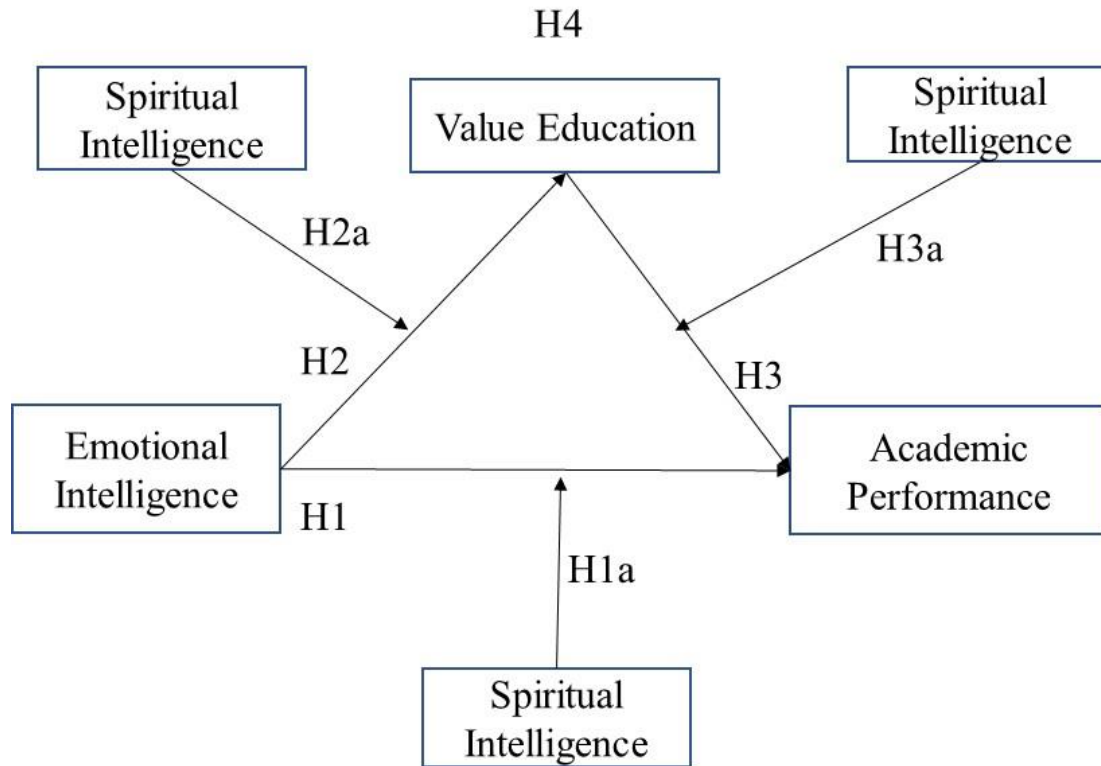 H4
Spiritual
Intelligence
Value Education
Spiritual
Intelligence
H2a
H3a
H2
H3
Emotional
Intelligence
Academic
Performance
H1
H1a
Spiritual
Intelligence